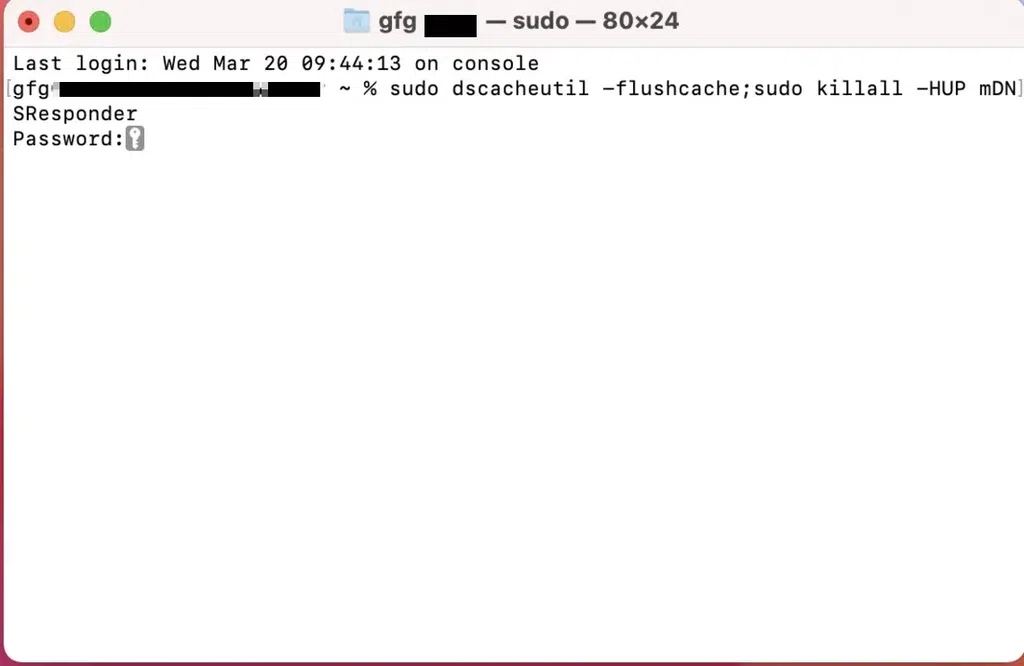 gfg — sudo — 80×24
Last login: Wed Mar 20 09:44:13 on console
[gfg ~ % sudo dscacheutil -flushcache;sudo killall -HUP mDN]
SResponder
Password: